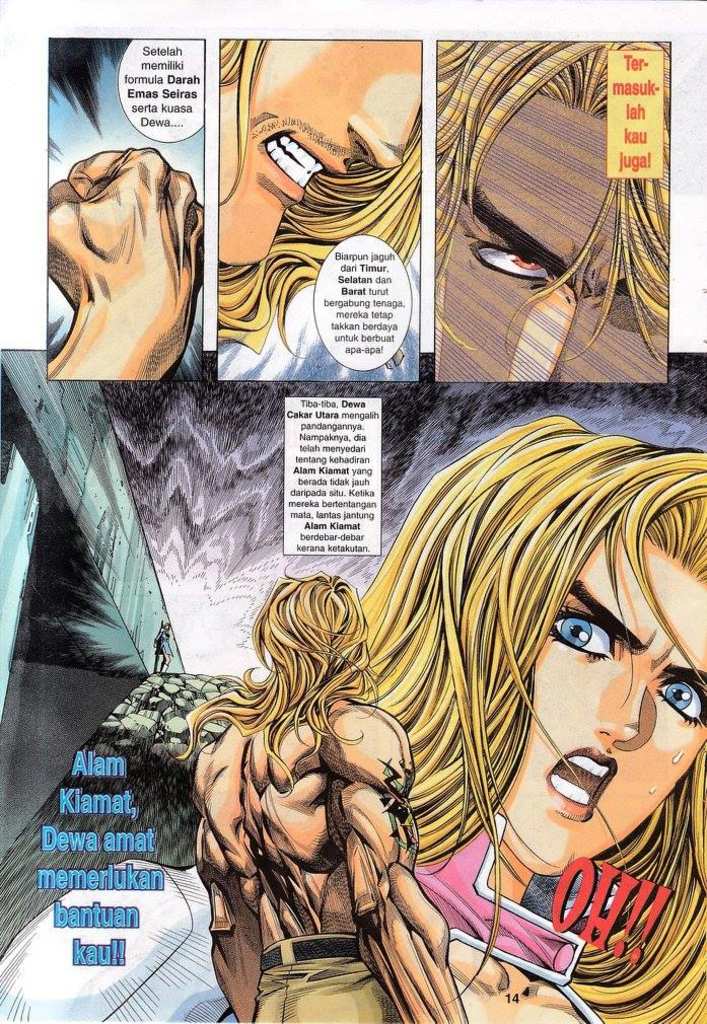 Setelah
memiliki
formula Darah
Emas Seiras
serta kuasa
Dewa....
Biarpun jaguh
dari Timur,
Selatan dan
Barat turut
bergabung tenaga,
mereka tetap
takkan berdaya
untuk berbuat
apa-apa!
Ter-
masuk-
lah
kau
juga!
Tiba-tiba, Dewa
Cakar Utara mengalih
pandangannya.
Nampaknya, dia
telah menyedari
tentang kehadiran
Alam Kiamat yang
berada tidak jauh
daripada situ. Ketika
mereka bertentangan
mata, lantas jantung
Alam Kiamat
berdebar-debar
kerana ketakutan.
Alam
Kiamat,
Dewa amat
memerlukan
bantuan
kau!!
OH!!
14